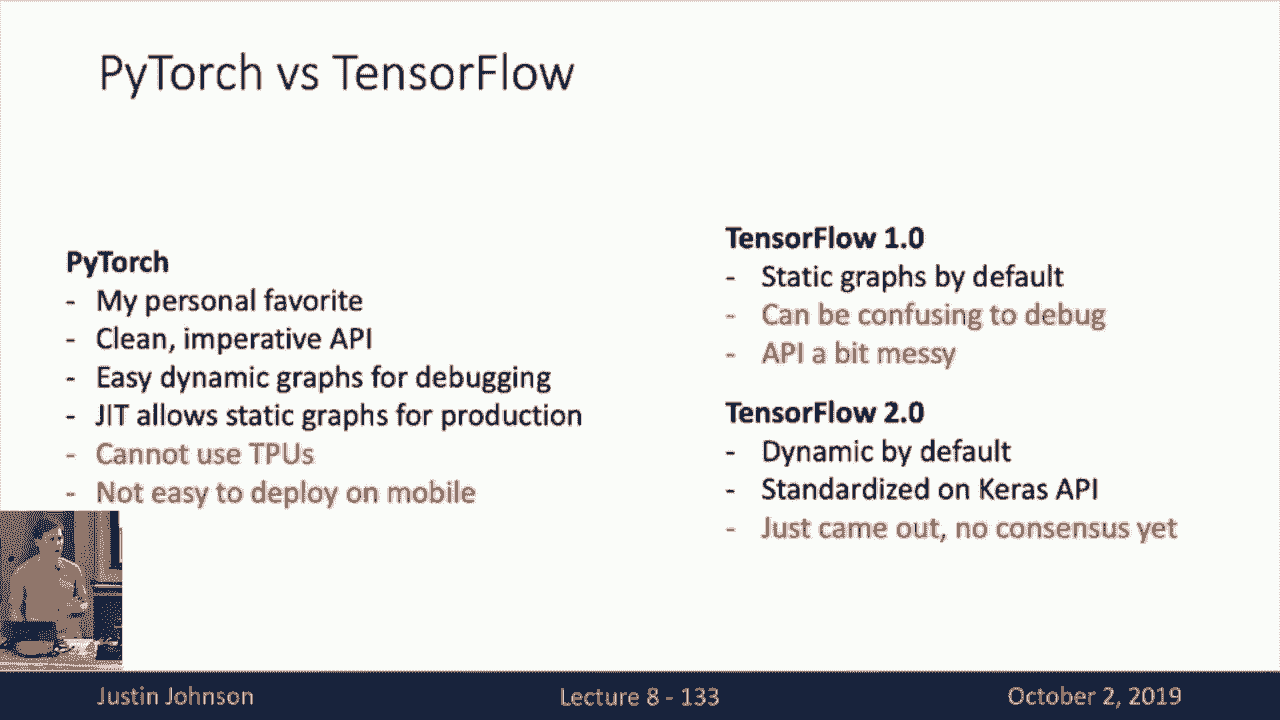 PyTorch vs TensorFlow
PyTorch
- My personal favorite
- Clean, imperative API
- Easy dynamic graphs for debugging
- JIT allows static graphs for production
- Cannot use TPUs
- Not easy to deploy on mobile
TensorFlow 1.0
- Static graphs by default
- Can be confusing to debug
- API a bit messy
TensorFlow 2.0
- Dynamic by default
- Standardized on Keras API
- Just came out, no consensus yet
Justin Johnson
Lecture 8 - 133
October 2, 2019